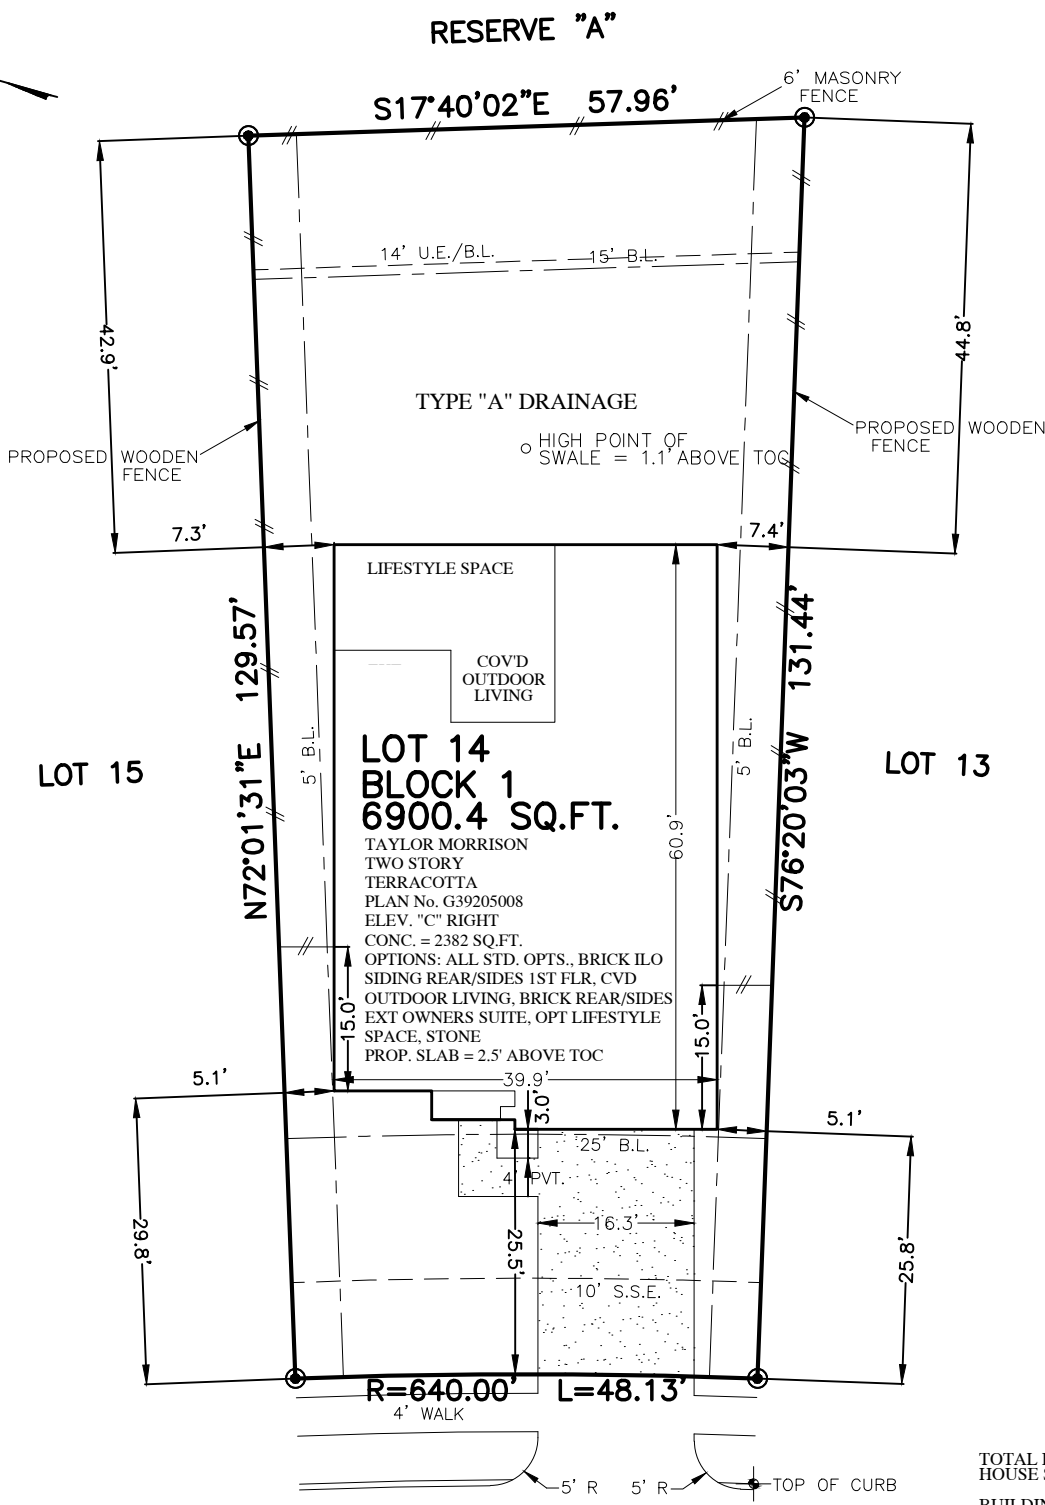 RESERVE "A"
6' MASONRY
FENCE
S17°40'02"E 57.96'
14' U.E./B.L.
15' B.L.
42.9'
44.8'
TYPE "A" DRAINAGE
HIGH POINT OF
SWALE = 1.1' ABOVE TOC
PROPOSED WOODEN
FENCE
PROPOSED WOODEN
FENCE
7.3'
7.4'
LIFESTYLE SPACE
COV'D
OUTDOOR
LIVING
N72°01'31"E 129.57'
S76°20'03"W 131.44'
5' B.L.
5' B.L.
LOT 15
LOT 13
LOT 14
BLOCK 1
6900.4 SQ.FT.
60.9'
TAYLOR MORRISON
TWO STORY
TERRACOTTA
PLAN No. G39205008
ELEV. "C" RIGHT
CONC. = 2382 SQ.FT.
OPTIONS: ALL STD. OPTS., BRICK ILO
SIDING REAR/SIDES 1ST FLR, CVD
OUTDOOR LIVING, BRICK REAR/SIDES
EXT OWNERS SUITE, OPT LIFESTYLE
SPACE, STONE
PROP. SLAB = 2.5' ABOVE TOC
15.0'
15.0'
39.9'
3.0'
5.1'
5.1'
25' B.L.
4' PVT.
16.3'
29.8'
25.5'
25.8'
10' S.S.E.
R=640.00' L=48.13'
4' WALK
5' R
5' R
TOP OF CURB
TOTAL
HOUSE